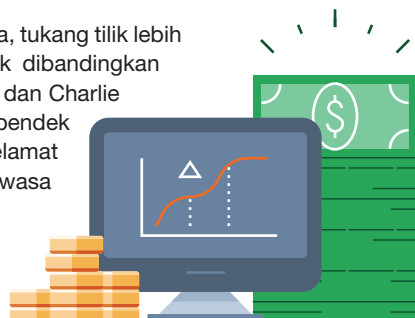 a, tukang tilik lebih
k dibandingkan
dan Charlie
pendek
elamat
wasa
$